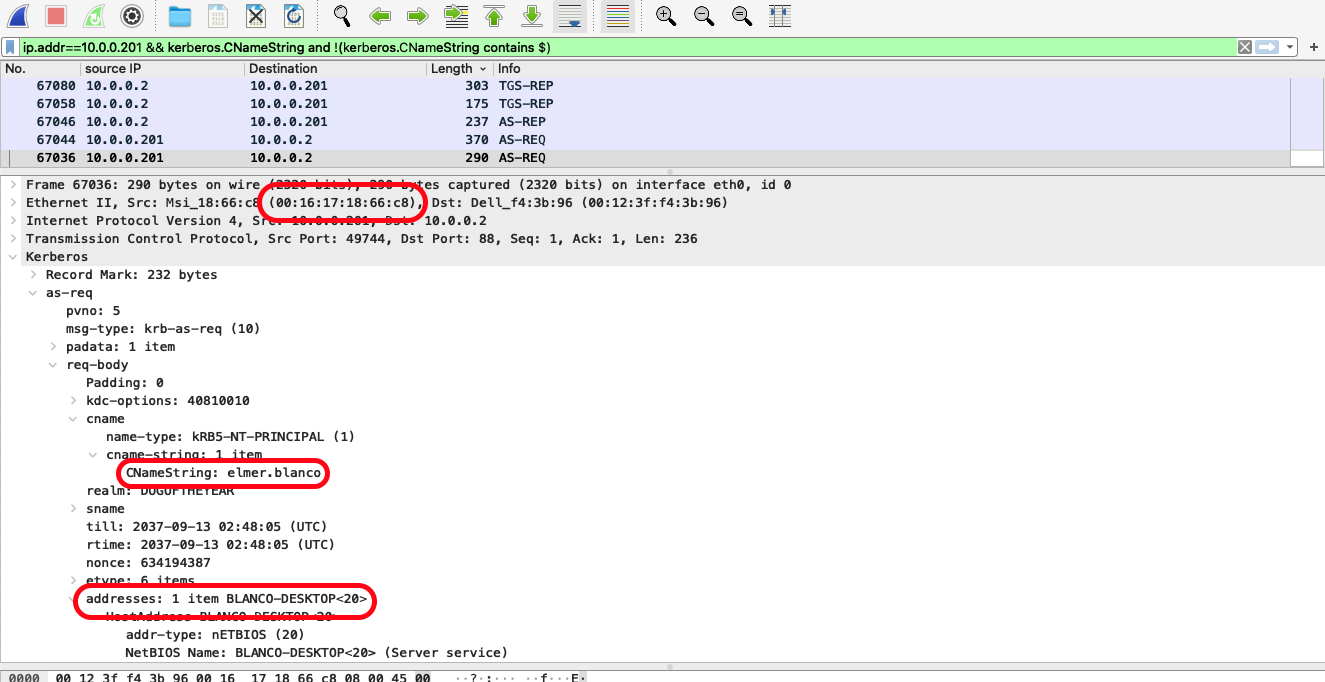 ip.addr==10.0.0.201 && kerberos.CNameString and !(kerberos.CNameString contains $)
No. source IP Destination Length Info
67080 10.0.0.2 10.0.0.201 303 TGS-REP
67058 10.0.0.2 10.0.0.201 175 TGS-REP
67046 10.0.0.2 10.0.0.201 237 AS-REP
67044 10.0.0.201 10.0.0.2 370 AS-REQ
67036 10.0.0.201 10.0.0.2 290 AS-REQ
Frame 67036: 290 bytes on wire (2320 bits), 290 bytes captured (2320 bits) on interface eth0, id 0
Ethernet II, Src: Msi_18:66:c8 (00:16:17:18:66:c8), Dst: Dell_f4:3b:96 (00:12:3f:f4:3b:96)
Internet Protocol Version 4, Src: 10.0.0.201, Dst: 10.0.0.2
Transmission Control Protocol, Src Port: 49744, Dst Port: 88, Seq: 1, Ack: 1, Len: 236
Kerberos
Record Mark: 232 bytes
as-req
pvno: 5
msg-type: krb-as-req (10)
padata: 1 item
req-body
Padding: 0
kdc-options: 40810010
cname
name-type: kRB5-NT-PRINCIPAL (1)
cname-string: 1 item
CNameString: elmer.blanco
realm: DOGOFTHEYEAR
sname
till: 2037-09-13 02:48:05 (UTC)
rtime: 2037-09-13 02:48:05 (UTC)
nonce: 634194387
etype: 6 items
addresses: 1 item BLANCO-DESKTOP<20>
HostAddress BLANCO-DESKTOP<20>
addr-type: nETBIOS (20)
NetBIOS Name: BLANCO-DESKTOP<20> (Server service)
0000 00 12 3f f4 3b 96 00 16 17 18 66 c8 08 00 45 00 ··?·;··· ··f···E·